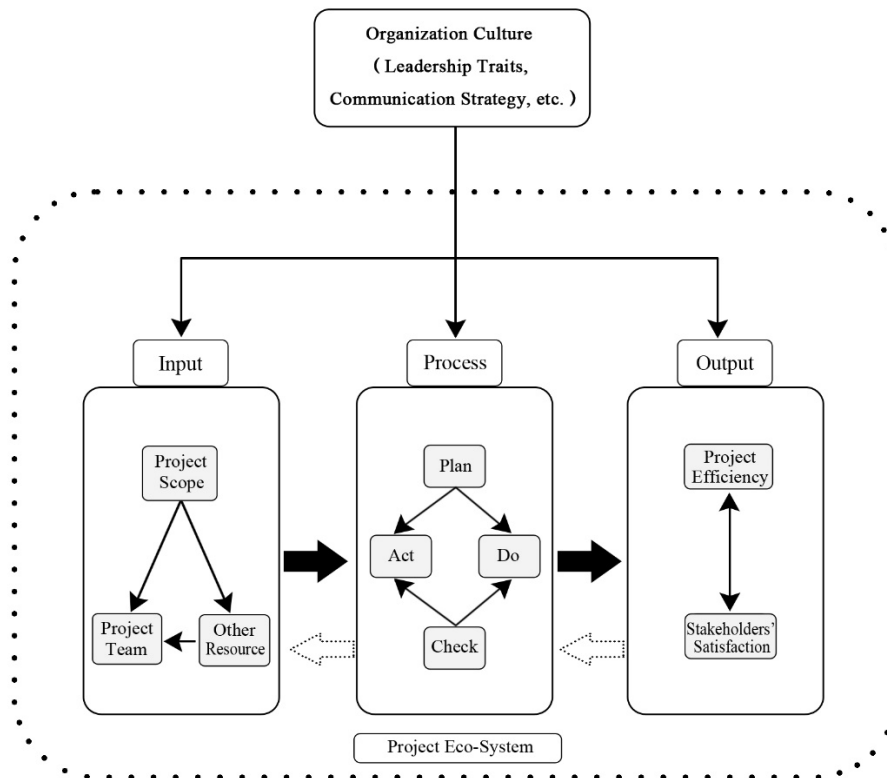 Organization Culture
( Leadership Traits,
Communication Strategy, etc. )
Input
Process
Output
Project
Scope
Project
Team
Other
Resource
Plan
Act
Do
Check
Project
Efficiency
Stakeholders'
Satisfaction
Project Eco-System